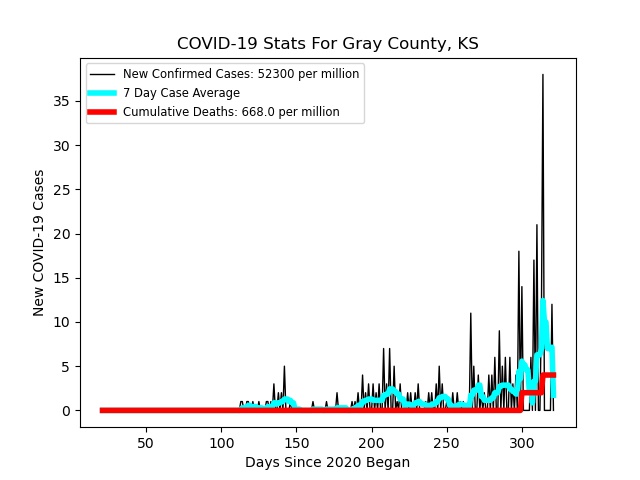 COVID-19 Stats For Gray County, KS
New Confirmed Cases: 52300 per million
7 Day Case Average
Cumulative Deaths: 668.0 per million
New COVID-19 Cases
35
30
25
20
15
10
5
0
50 100 150 200 250 300
Days Since 2020 Began